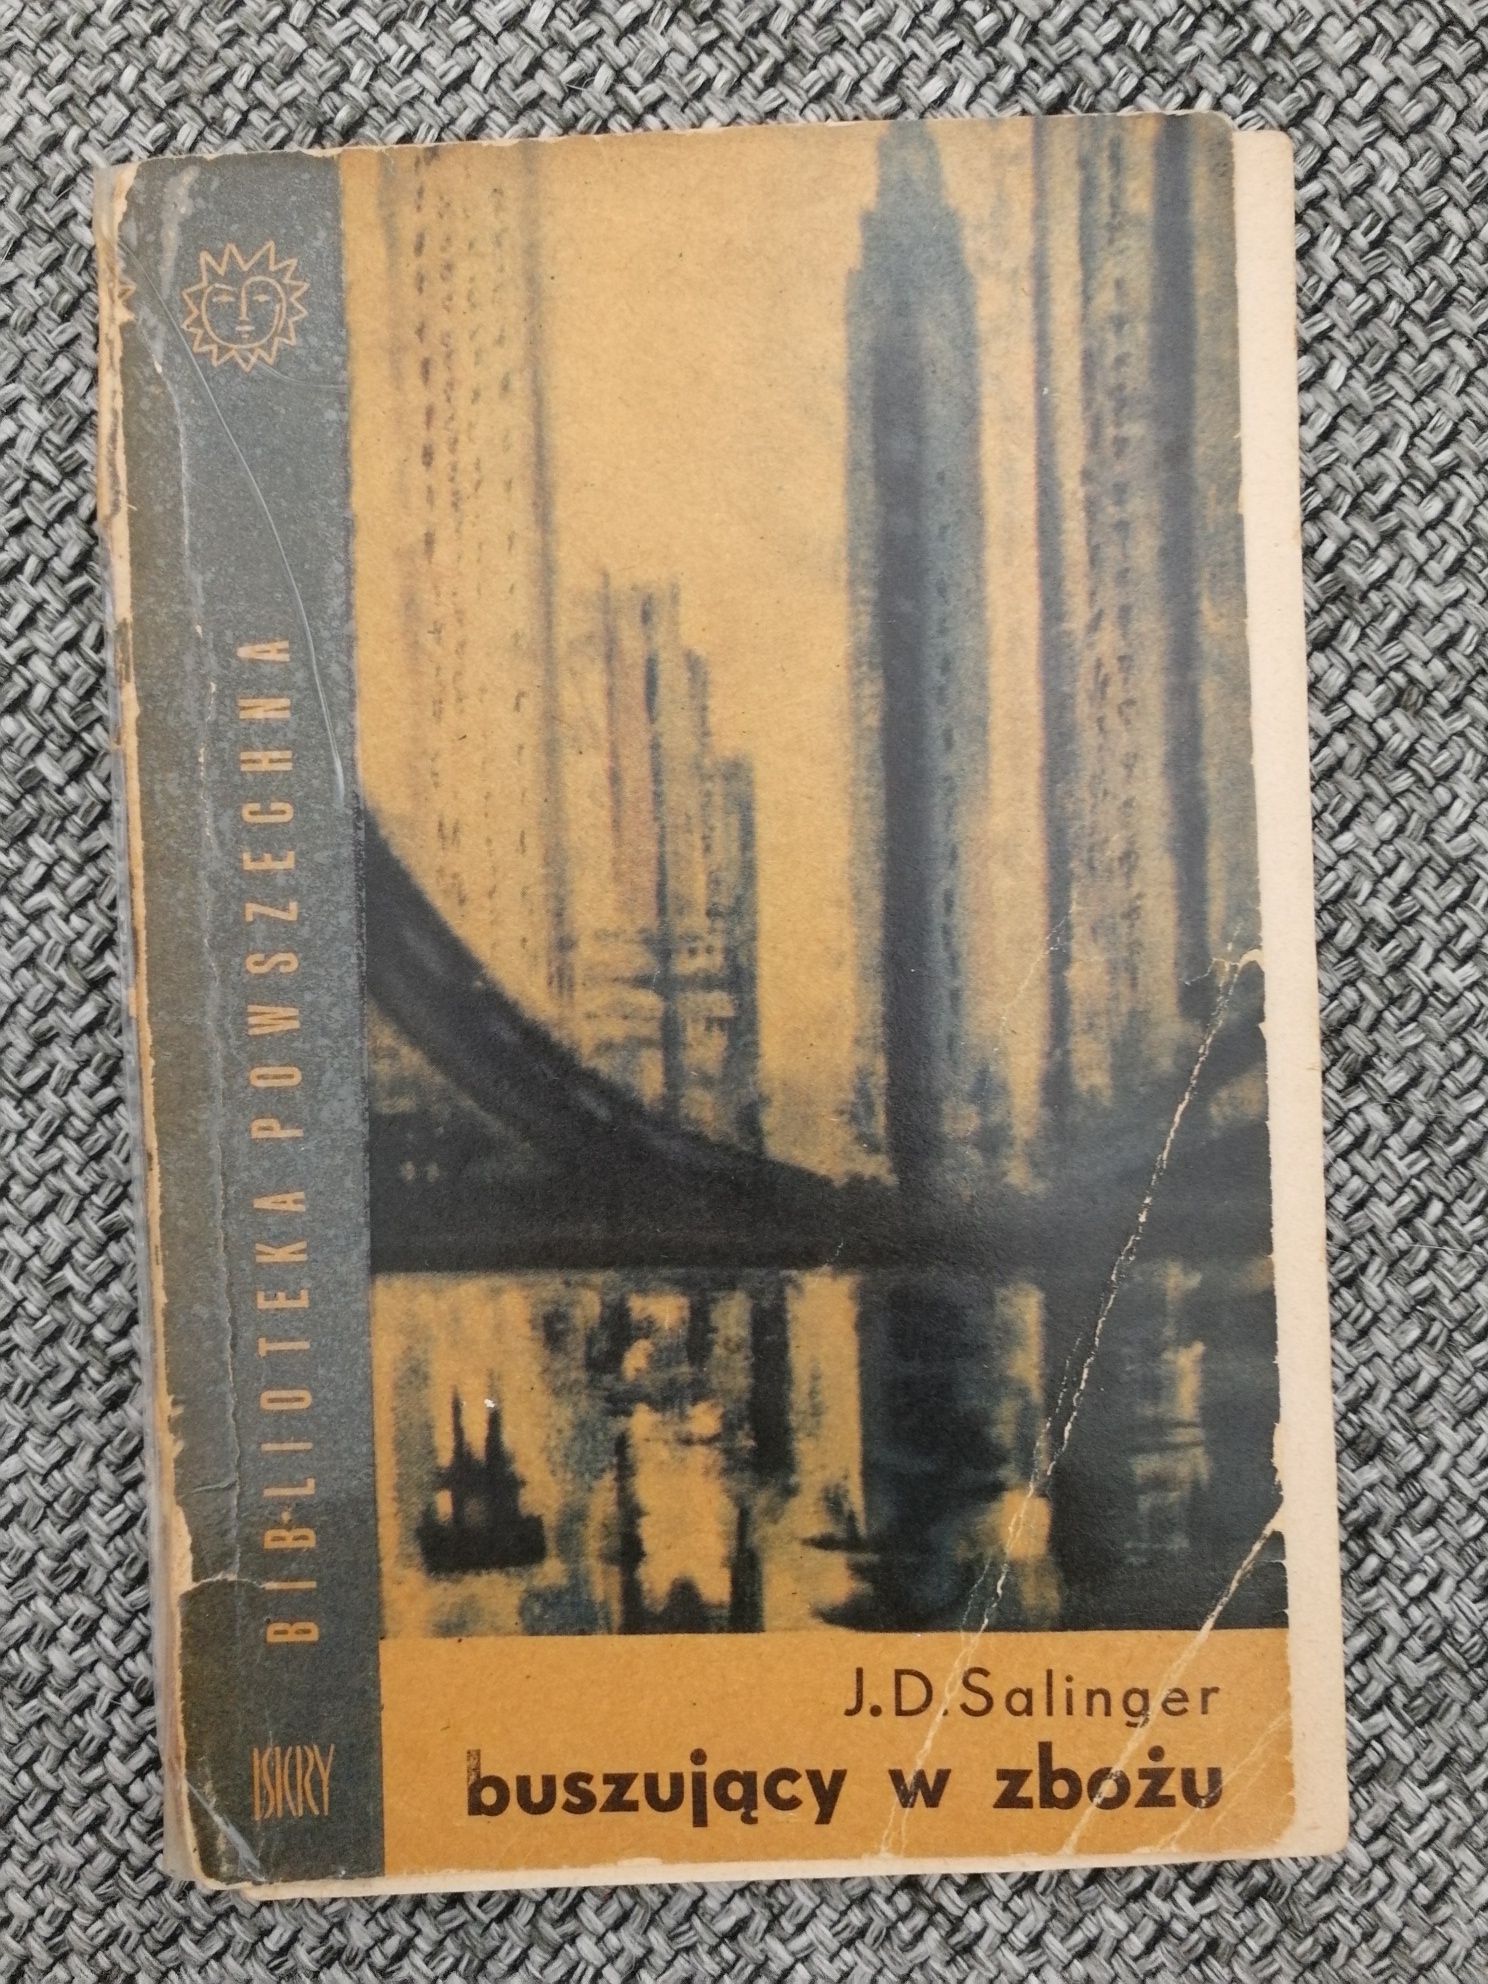 BIBLIOTEKA POWSZECHNA
ISKRY
J.D. Salinger
buszujący w zbożu